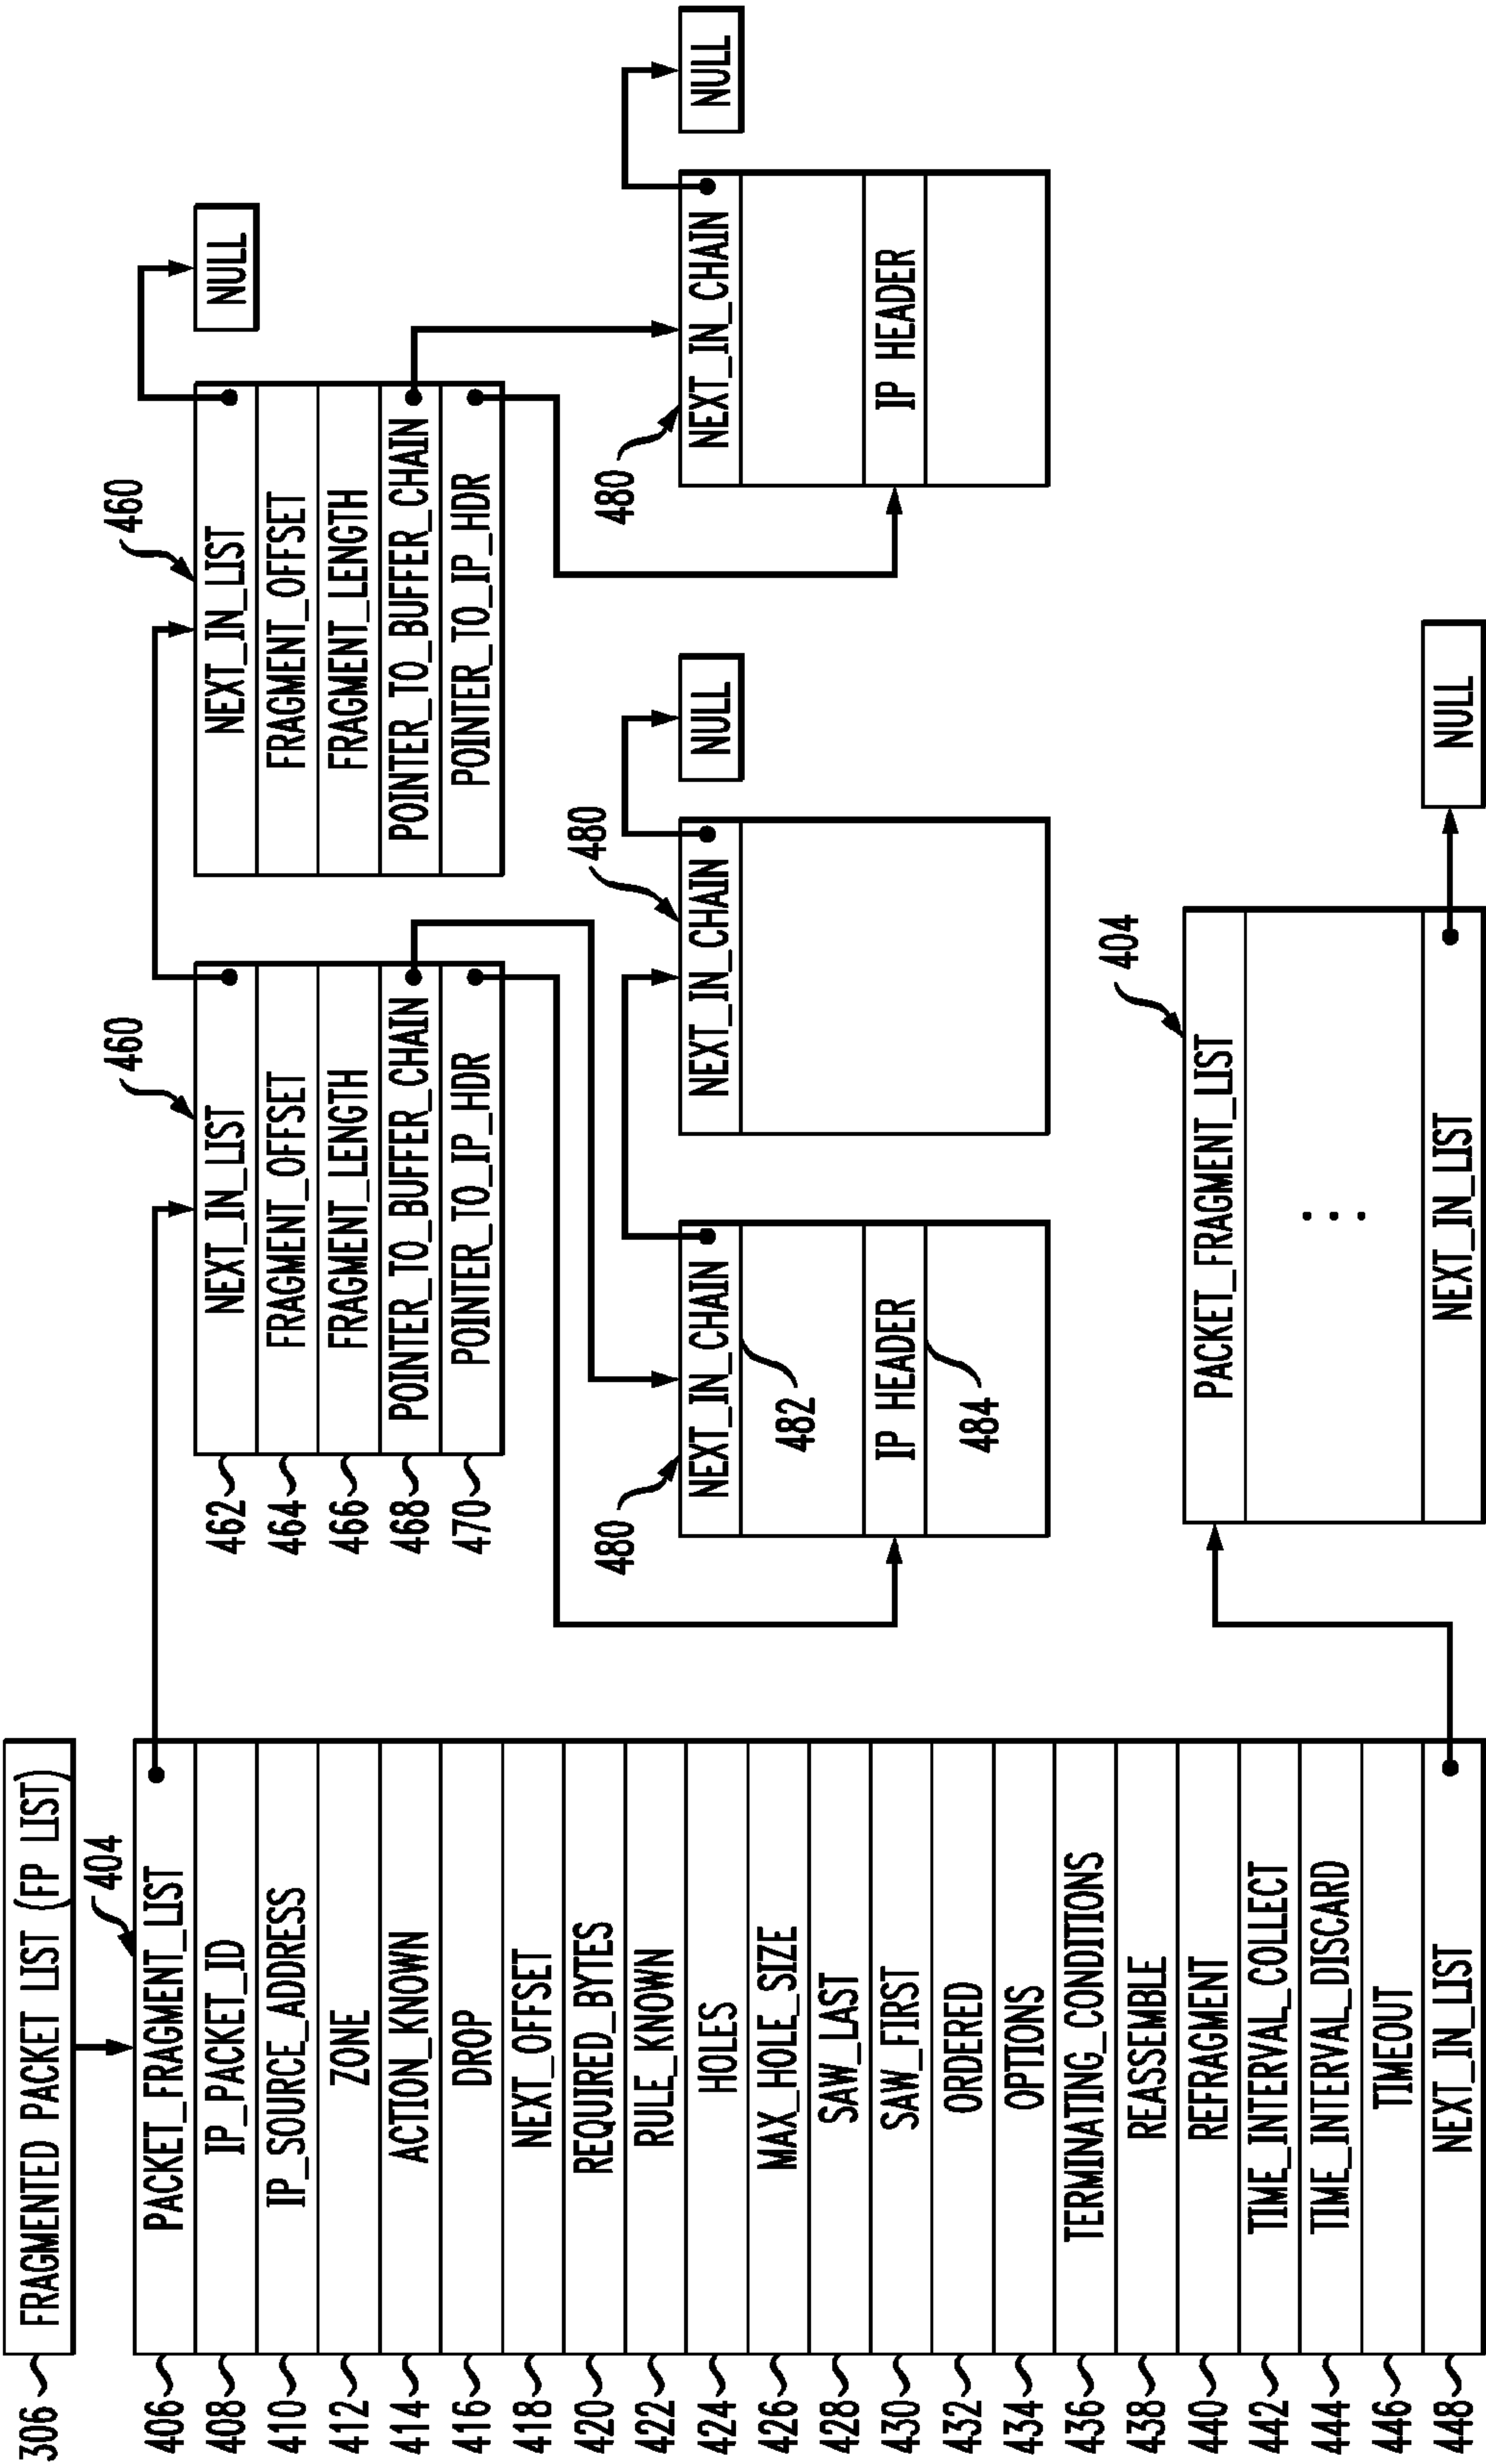 306 FRAGMENTED PACKET LIST (FP LIST)
404
406 PACKET_FRAGMENT_LIST
408 IP_PACKET_ID
410 IP_SOURCE_ADDRESS
412 ZONE
414 ACTION_KNOWN
416 DROP
418 NEXT_OFFSET
420 REQUIRED_BYTES
422 RULE_KNOWN
424 HOLES
426 MAX_HOLE_SIZE
428 SAW_LAST
430 SAW_FIRST
432 ORDERED
434 OPTIONS
436 TERMINATING_CONDITIONS
438 REASSEMBLE
440 REFRAGMENT
442 TIME_INTERVAL_COLLECT
444 TIME_INTERVAL_DISCARD
446 TIMEOUT
448 NEXT_IN_LIST
460
462 NEXT_IN_LIST
464 FRAGMENT_OFFSET
466 FRAGMENT_LENGTH
468 POINTER_TO_BUFFER_CHAIN
470 POINTER_TO_IP_HDR
460
NEXT_IN_LIST
FRAGMENT_OFFSET
FRAGMENT_LENGTH
POINTER_TO_BUFFER_CHAIN
POINTER_TO_IP_HDR
NULL
480
NEXT_IN_CHAIN
482
IP HEADER
484
480
NEXT_IN_CHAIN
NULL
480
NEXT_IN_CHAIN
IP HEADER
NULL
404
PACKET_FRAGMENT_LIST
...
NEXT_IN_LIST
NULL